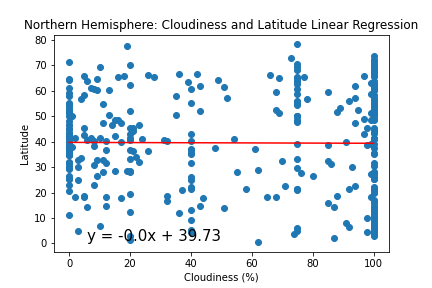 Northern Hemisphere: Cloudiness and Latitude Linear Regression
80
70
60
50
40
30
20
10
0
Latitude
y = -0.0x + 39.73
0 20 40 60 80 100
Cloudiness (%)